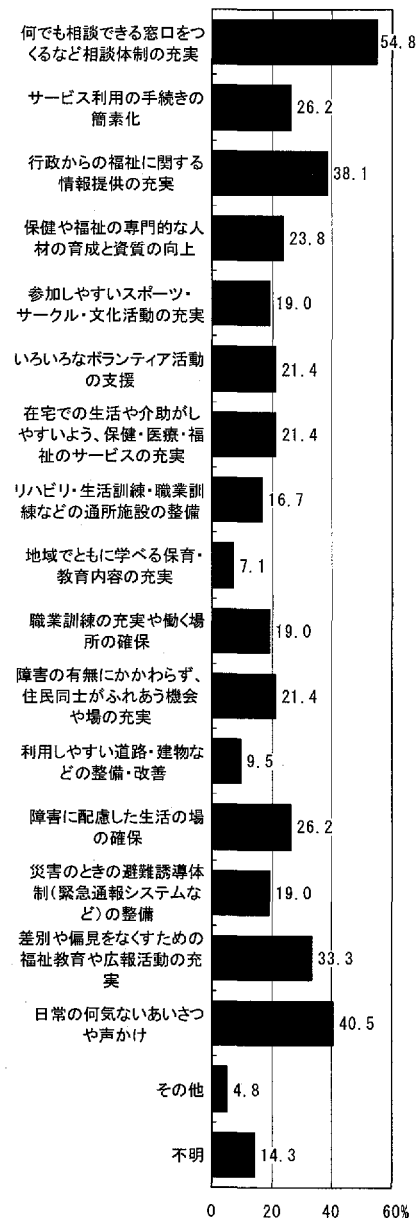 何でも相談できる窓口をつ
くるなど相談体制の充実
54.8
サービス利用の手続きの
簡素化
26.2
行政からの福祉に関する
情報提供の充実
38.1
保健や福祉の専門的な人
材の育成と資質の向上
23.8
参加しやすいスポーツ・
サークル・文化活動の充実
19.0
いろいろなボランティア活動
の支援
21.4
在宅での生活や介助がし
やすいよう、保健・医療・福
祉のサービスの充実
21.4
リハビリ・生活訓練・職業訓
練などの通所施設の整備
16.7
地域でともに学べる保育・
教育内容の充実
7.1
職業訓練の充実や働く場
所の確保
19.0
障害の有無にかかわらず、
住民同士がふれあう機会
や場の充実
21.4
利用しやすい道路・建物な
どの整備・改善
9.5
障害に配慮した生活の場
の確保
26.2
災害のときの避難誘導体
制(緊急通報システムな
ど)の整備
19.0
差別や偏見をなくすための
福祉教育や広報活動の充
実
33.3
日常の何気ないあいさつ
や声かけ
40.5
その他
4.8
不明
14.3
0 20 40 60%